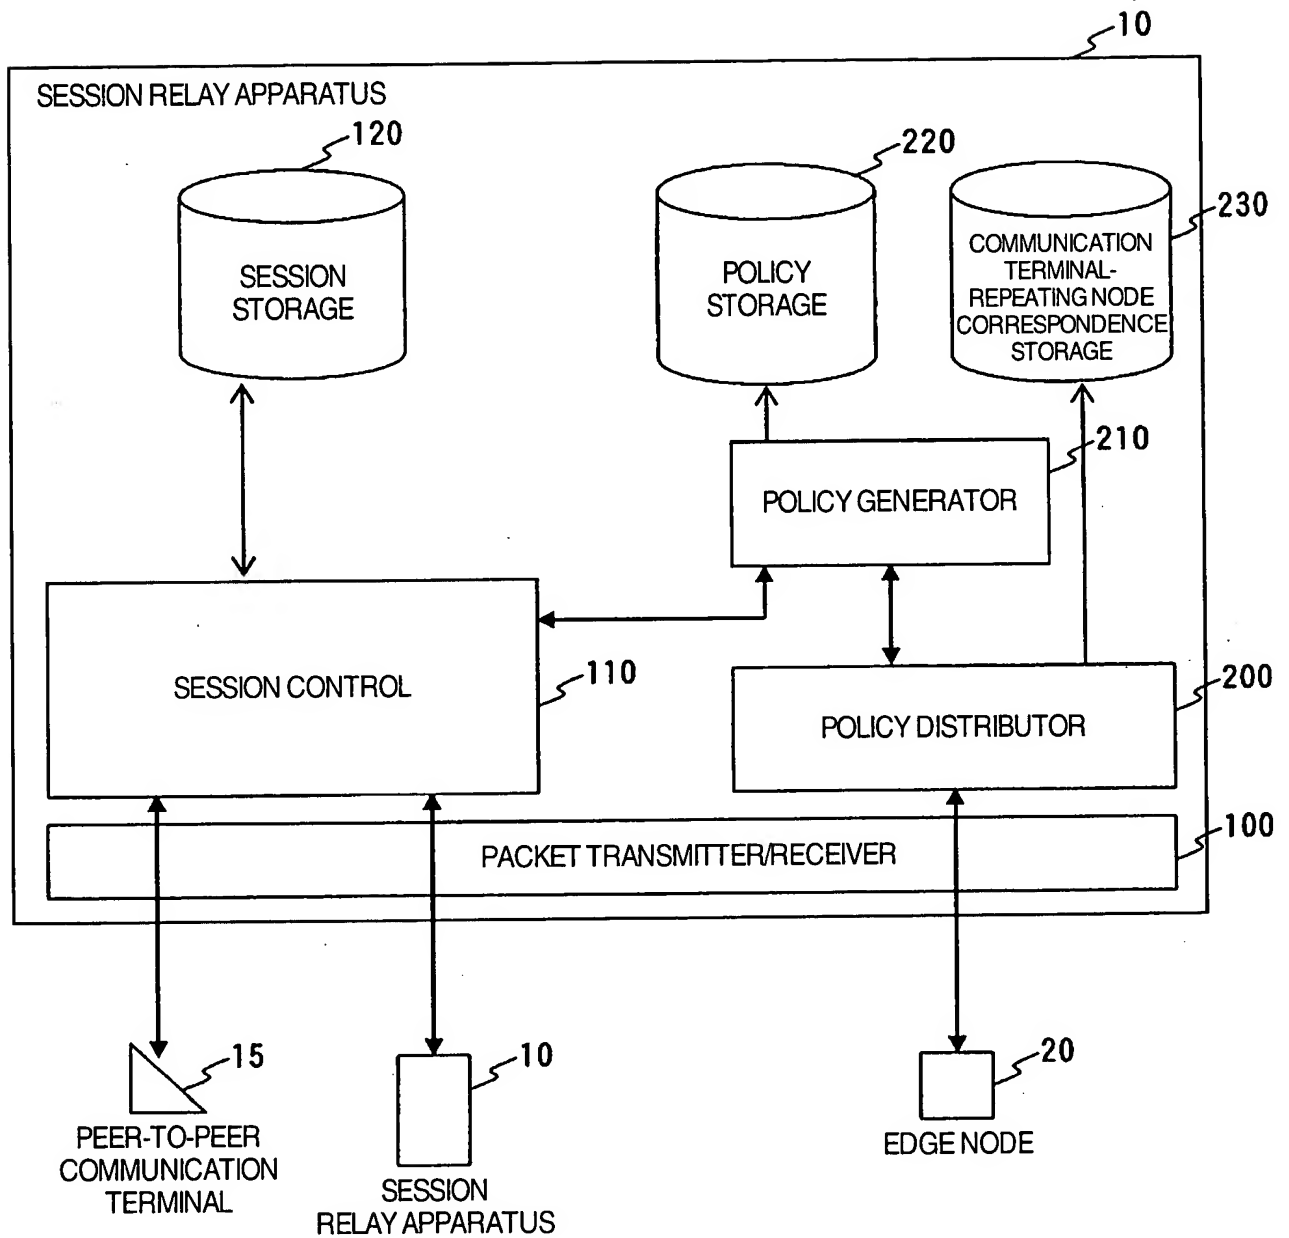 10
SESSION RELAY APPARATUS
120
220
230
SESSION
STORAGE
POLICY
STORAGE
COMMUNICATION
TERMINAL-
REPEATING NODE
CORRESPONDENCE
STORAGE
210
POLICY GENERATOR
SESSION CONTROL
110
200
POLICY DISTRIBUTOR
100
PACKET TRANSMITTER/RECEIVER
15
10
20
PEER-TO-PEER
COMMUNICATION
TERMINAL
SESSION
RELAY APPARATUS
EDGE NODE